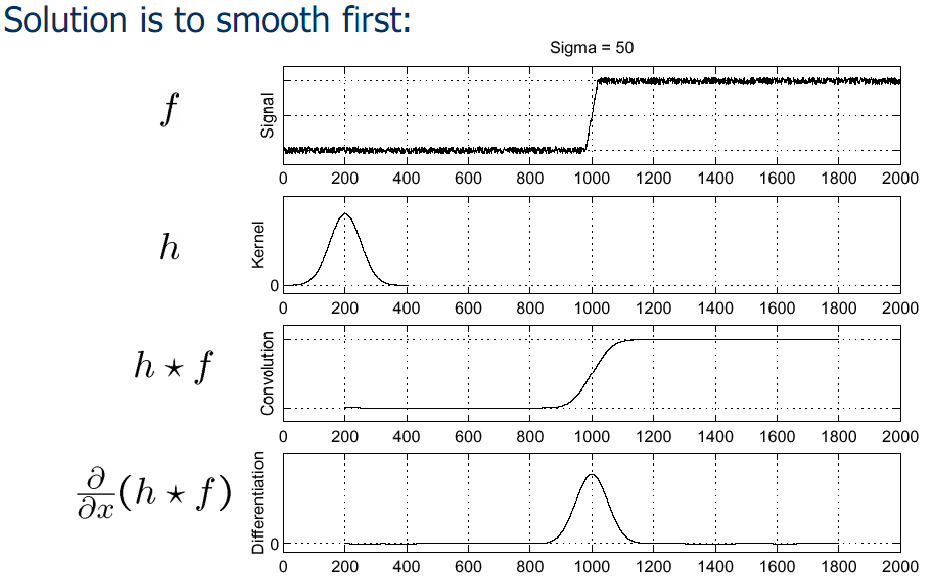 Solution is to smooth first:
Sigma = 50
f
Signal
0 200 400 600 800 1000 1200 1400 1600 1800 2000
h
Kernel
0
0 200 400 600 800 1000 1200 1400 1600 1800 2000
h ⋆ f
Convolution
0 200 400 600 800 1000 1200 1400 1600 1800 2000
∂/∂x (h ⋆ f)
Differentiation
0
0 200 400 600 800 1000 1200 1400 1600 1800 2000